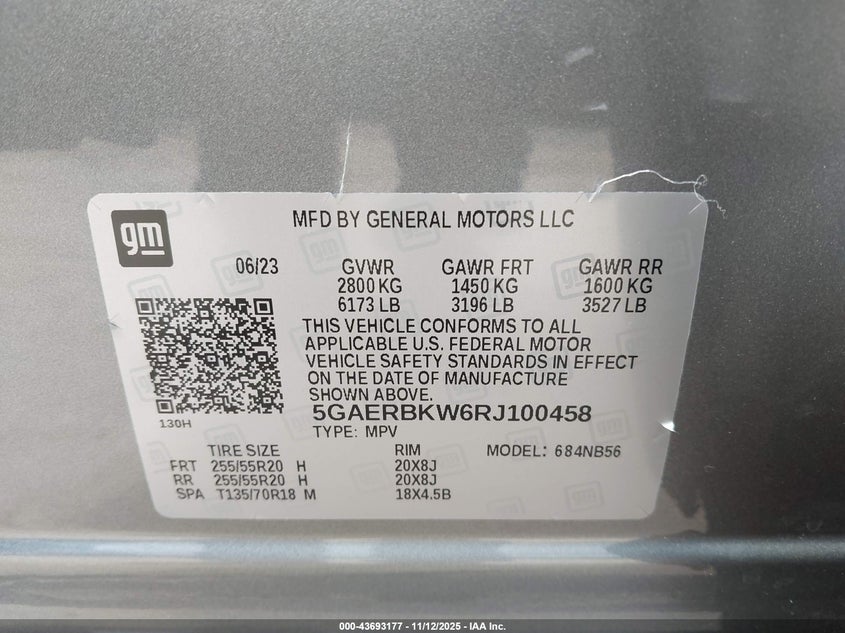 gm
MFD BY GENERAL MOTORS LLC
06/23 GVWR GAWR FRT GAWR RR
2800 KG 1450 KG 1600 KG
6173 LB 3196 LB 3527 LB
THIS VEHICLE CONFORMS TO ALL
APPLICABLE U.S. FEDERAL MOTOR
VEHICLE SAFETY STANDARDS IN EFFECT
ON THE DATE OF MANUFACTURE
SHOWN ABOVE.
5GAERBKW6RJ100458
130H
TYPE: MPV
TIRE SIZE RIM MODEL: 684NB56
FRT 255/55R20 H 20X8J
RR 255/55R20 H 20X8J
SPA T135/70R18 M 18X4.5B
000-43693177 - 11/12/2025 - IAA Inc.